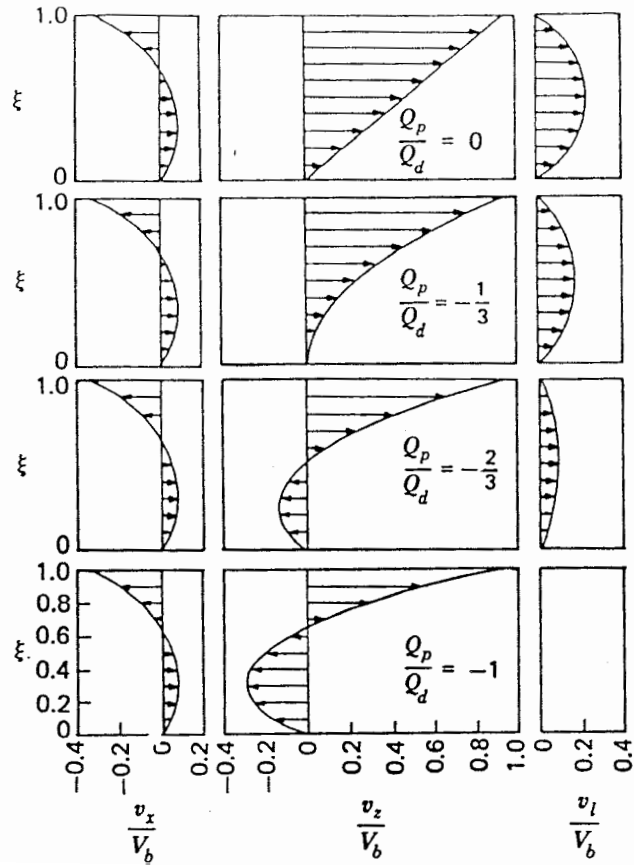 1.0
ξ
0
Q_p/Q_d = 0
1.0
ξ
0
Q_p/Q_d = -1/3
1.0
ξ
0
Q_p/Q_d = -2/3
1.0
0.8
0.6
ξ.
0.4
0.2
0
Q_p/Q_d = -1
-0.4 -0.2 0 0.2 -0.4 -0.2 0 0.2 0.4 0.6 0.8 1.0 0 0.2 0.4
v_x/V_b v_z/V_b v_l/V_b